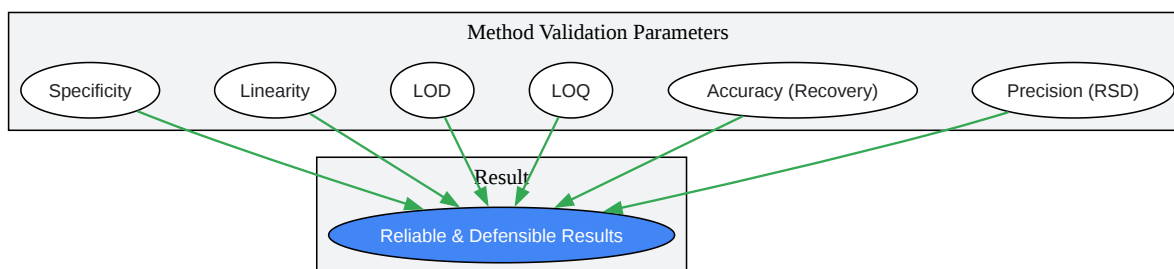 Method Validation Parameters
Specificity
Linearity
LOD
LOQ
Accuracy (Recovery)
Precision (RSD)
Result
Reliable & Defensible Results